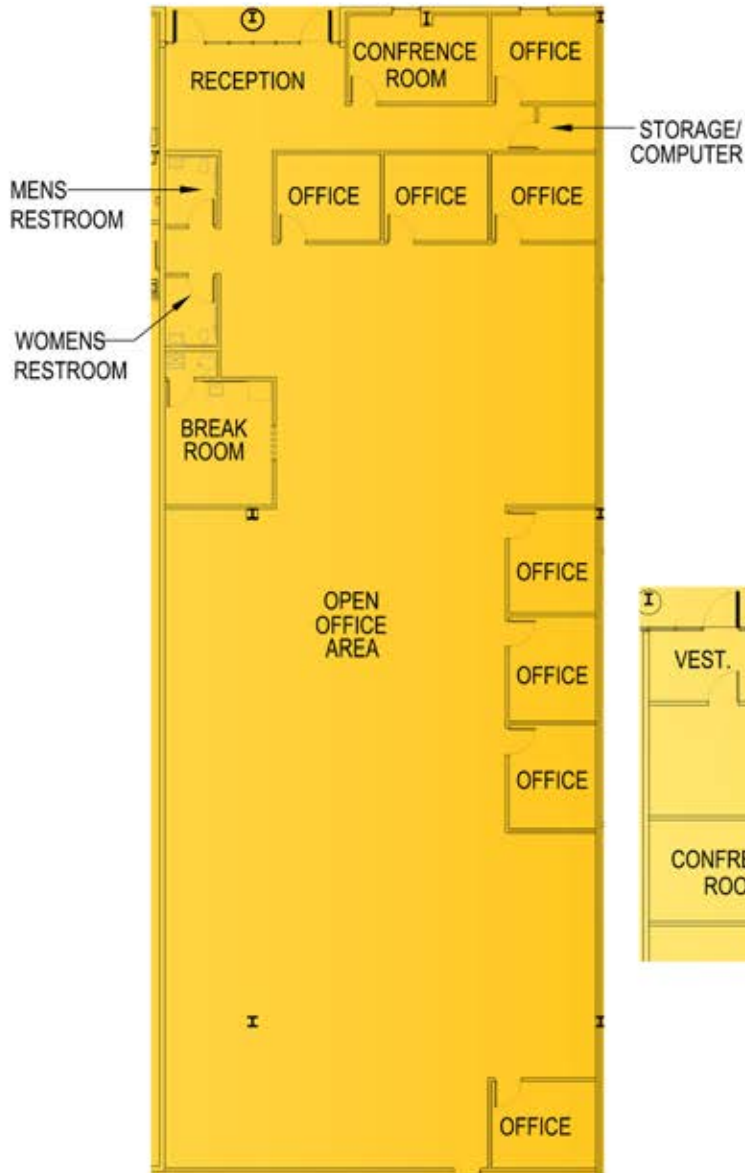 RECEPTION
CONFRENCE
ROOM
OFFICE
STORAGE/
COMPUTER
MENS
RESTROOM
OFFICE
OFFICE
OFFICE
WOMENS
RESTROOM
BREAK
ROOM
OPEN
OFFICE
AREA
OFFICE
OFFICE
OFFICE
OFFICE
VEST.